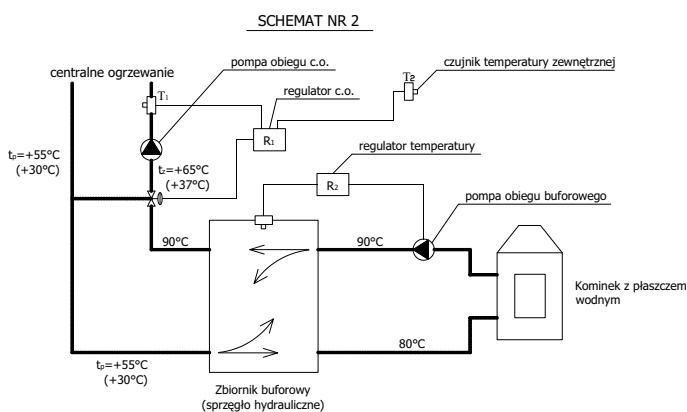 SCHEMAT NR 2
pompa obiegu c.o.
czujnik temperatury zewnętrznej
centralne ogrzewanie
T2
T1
regulator c.o.
R1
regulator temperatury
tp=+55°C
(+30°C)
tz=+65°C
(+37°C)
R2
pompa obiegu buforowego
90°C
90°C
Kominek z płaszczem
wodnym
80°C
tp=+55°C
(+30°C)
Zbiornik buforowy
(sprzęgło hydrauliczne)